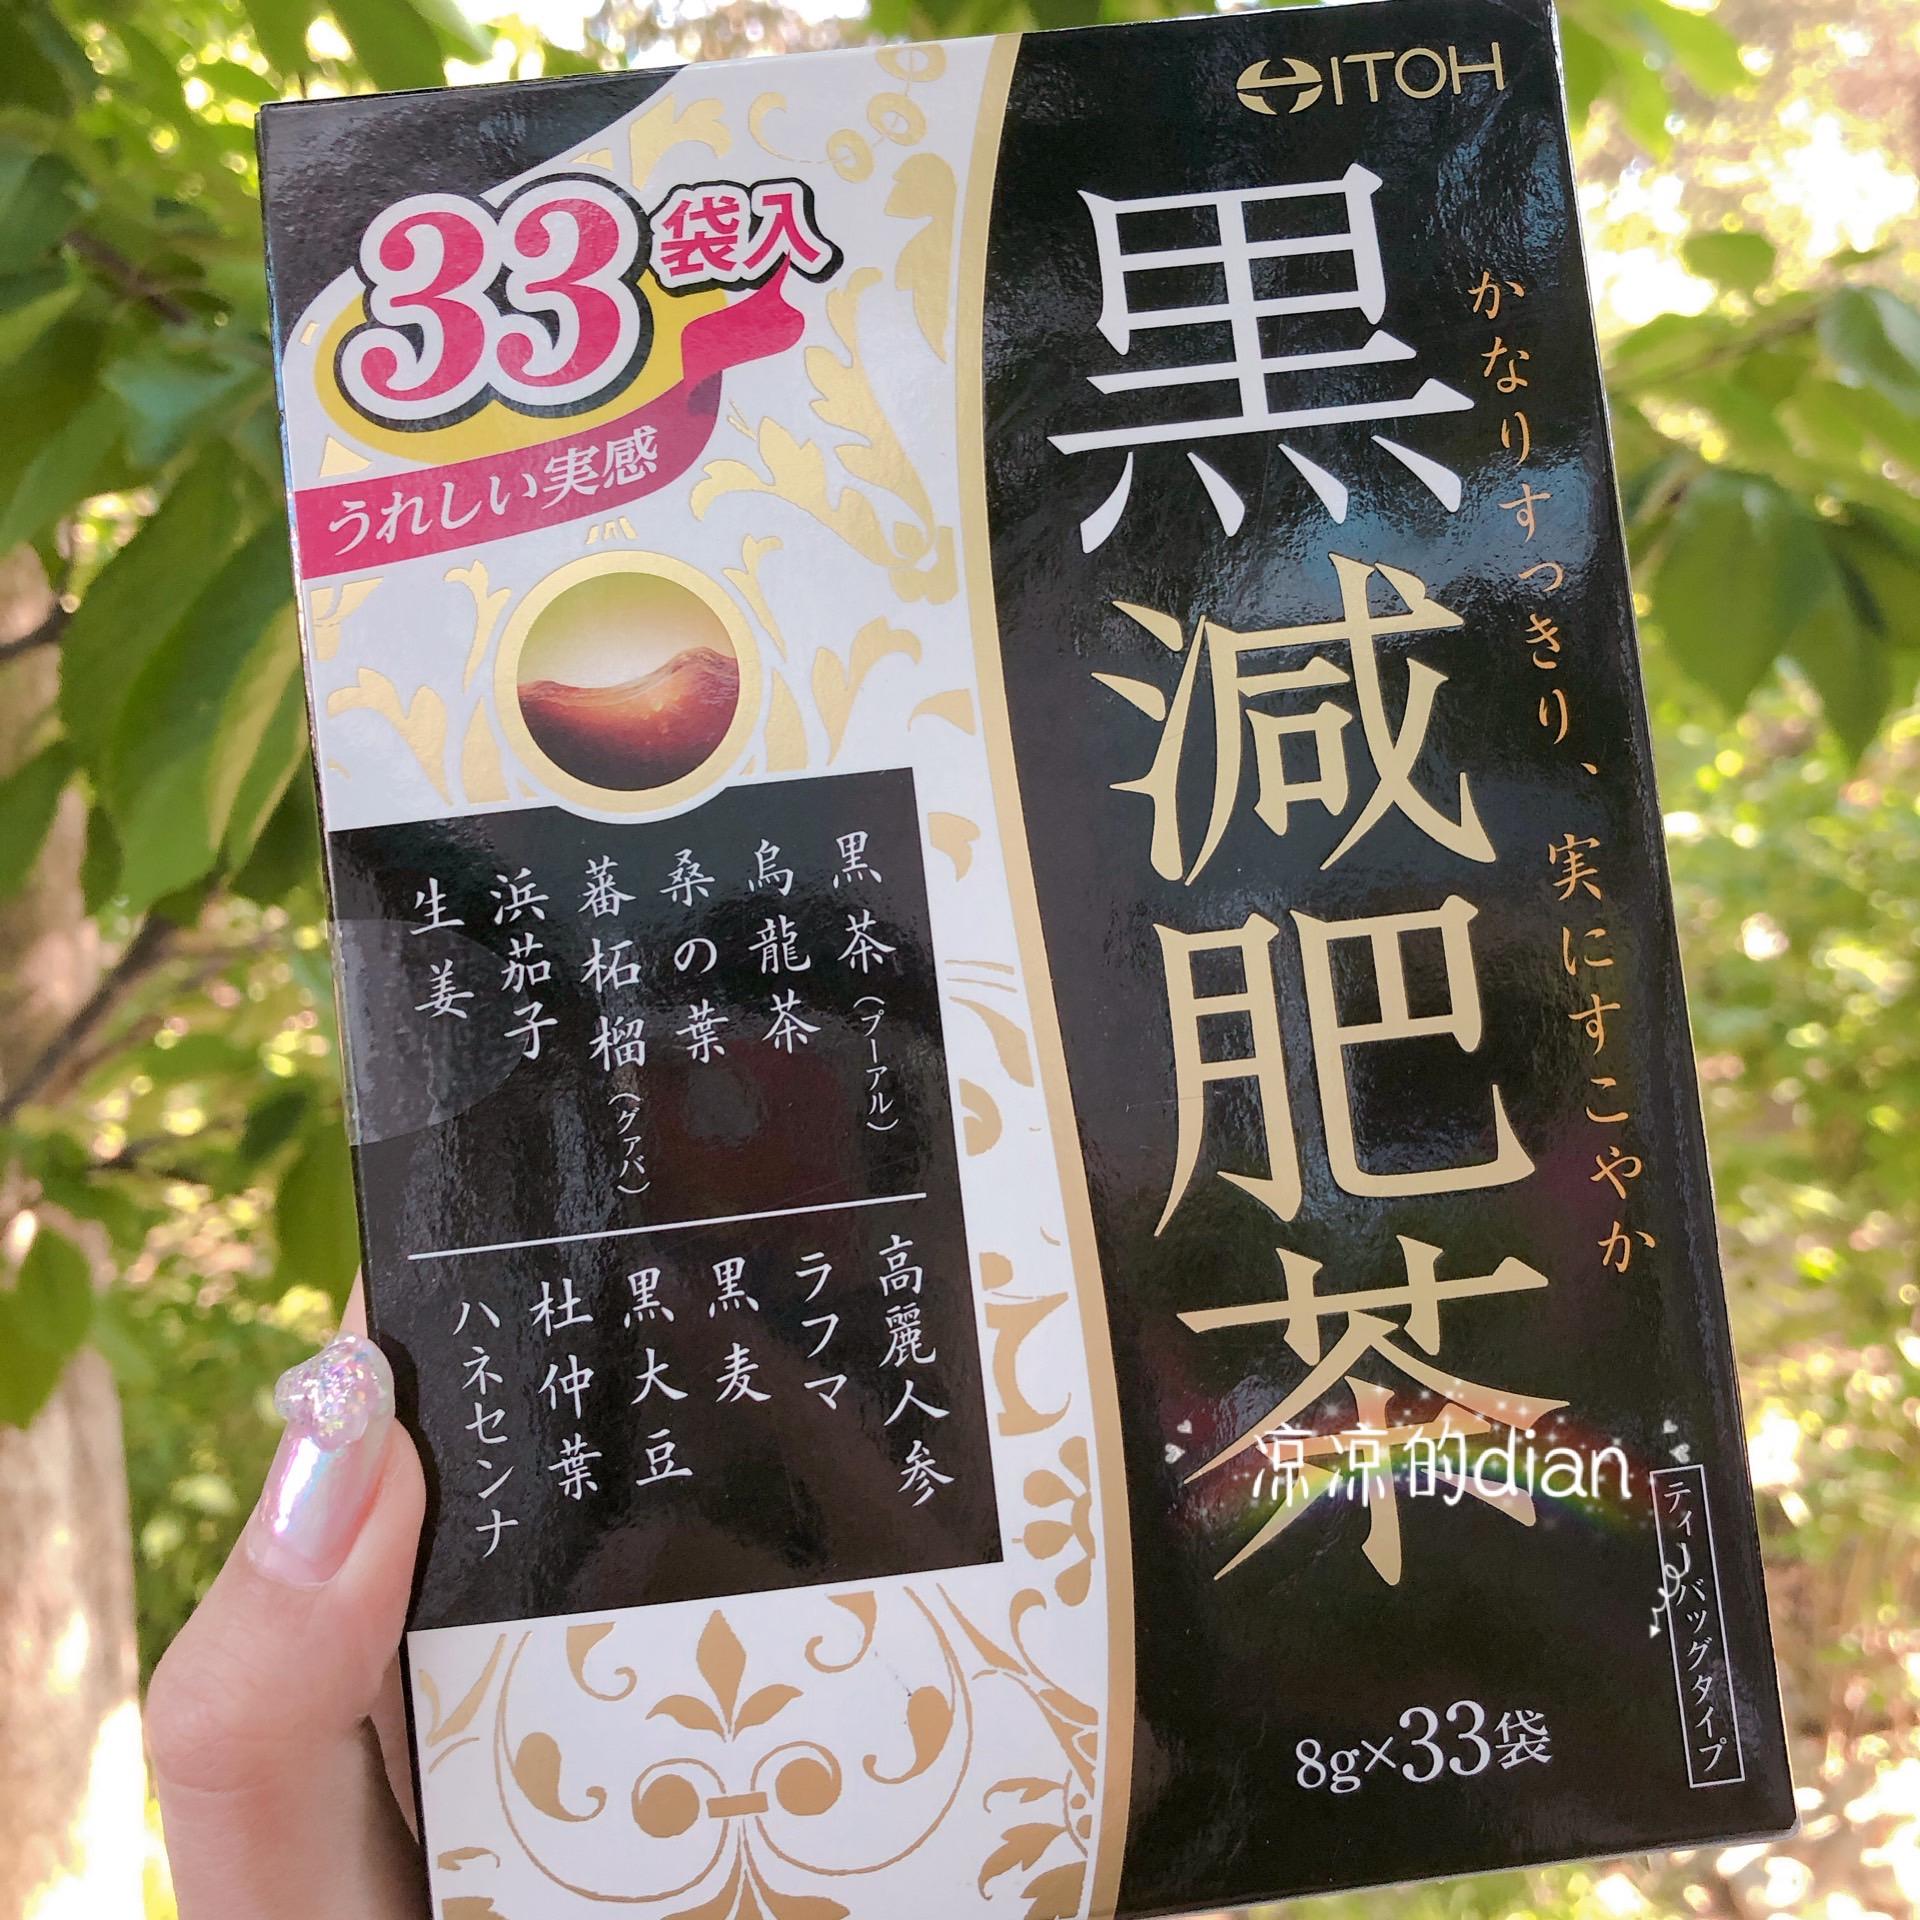 ITOH
33袋入
うれしい実感
かなりすっきり、実にすこやか
黒減肥茶
黒茶(プーアル)
烏龍茶
桑の葉
蕃柘榴(グァバ)
浜茄子
生姜
高麗人参
ラフマ
黒麦
黒大豆
杜仲葉
ハネセンナ
凉凉的dian
ティーバッグタイプ
8g×33袋